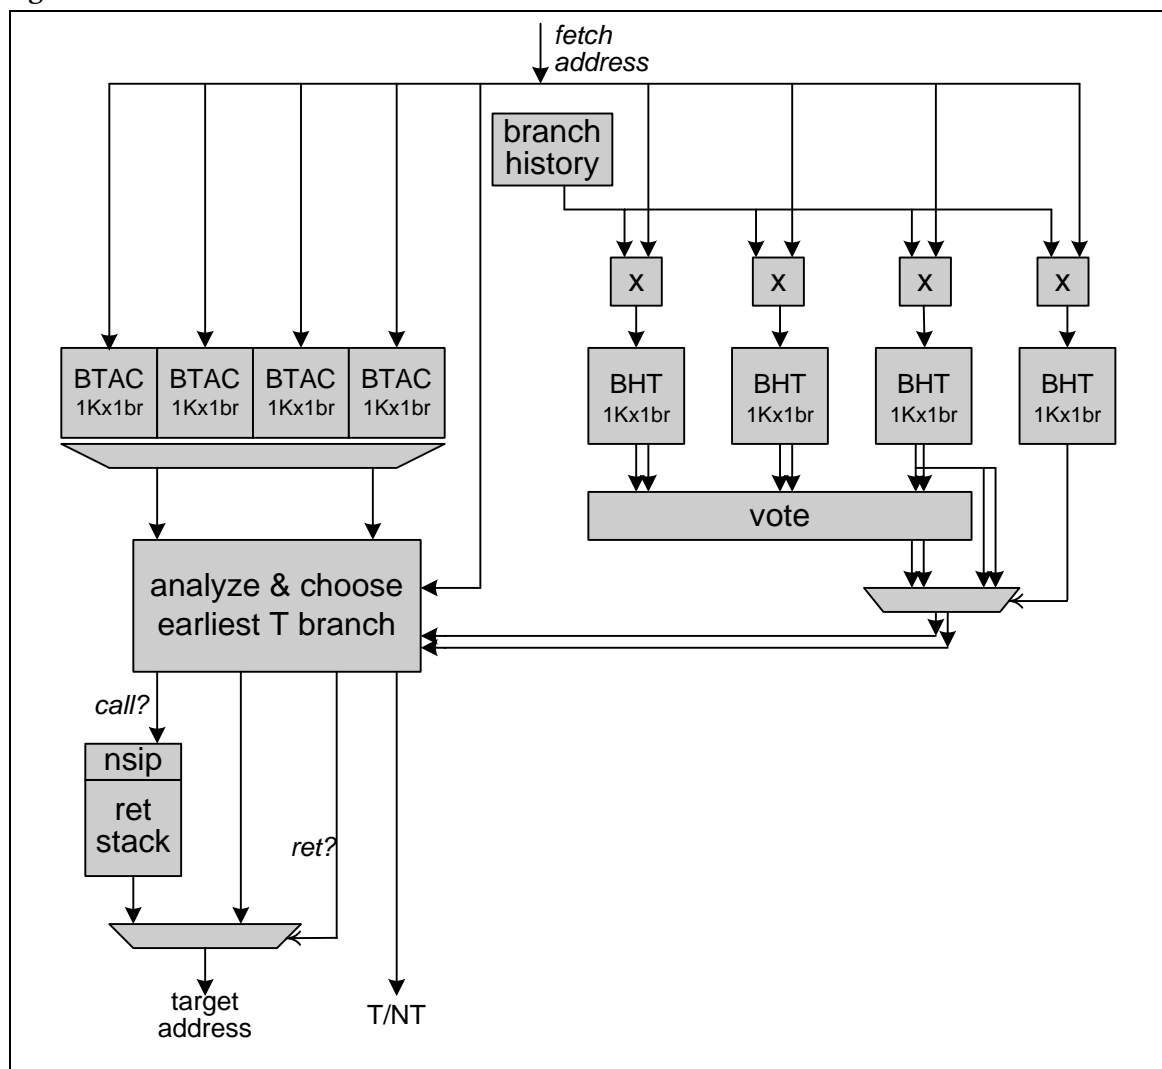 fetch
address
branch
history
x x x x
BTAC BTAC BTAC BTAC
1Kx1br 1Kx1br 1Kx1br 1Kx1br
BHT BHT BHT BHT
1Kx1br 1Kx1br 1Kx1br 1Kx1br
vote
analyze & choose
earliest T branch
call?
nsip
ret
stack
ret?
target
address
T/NT